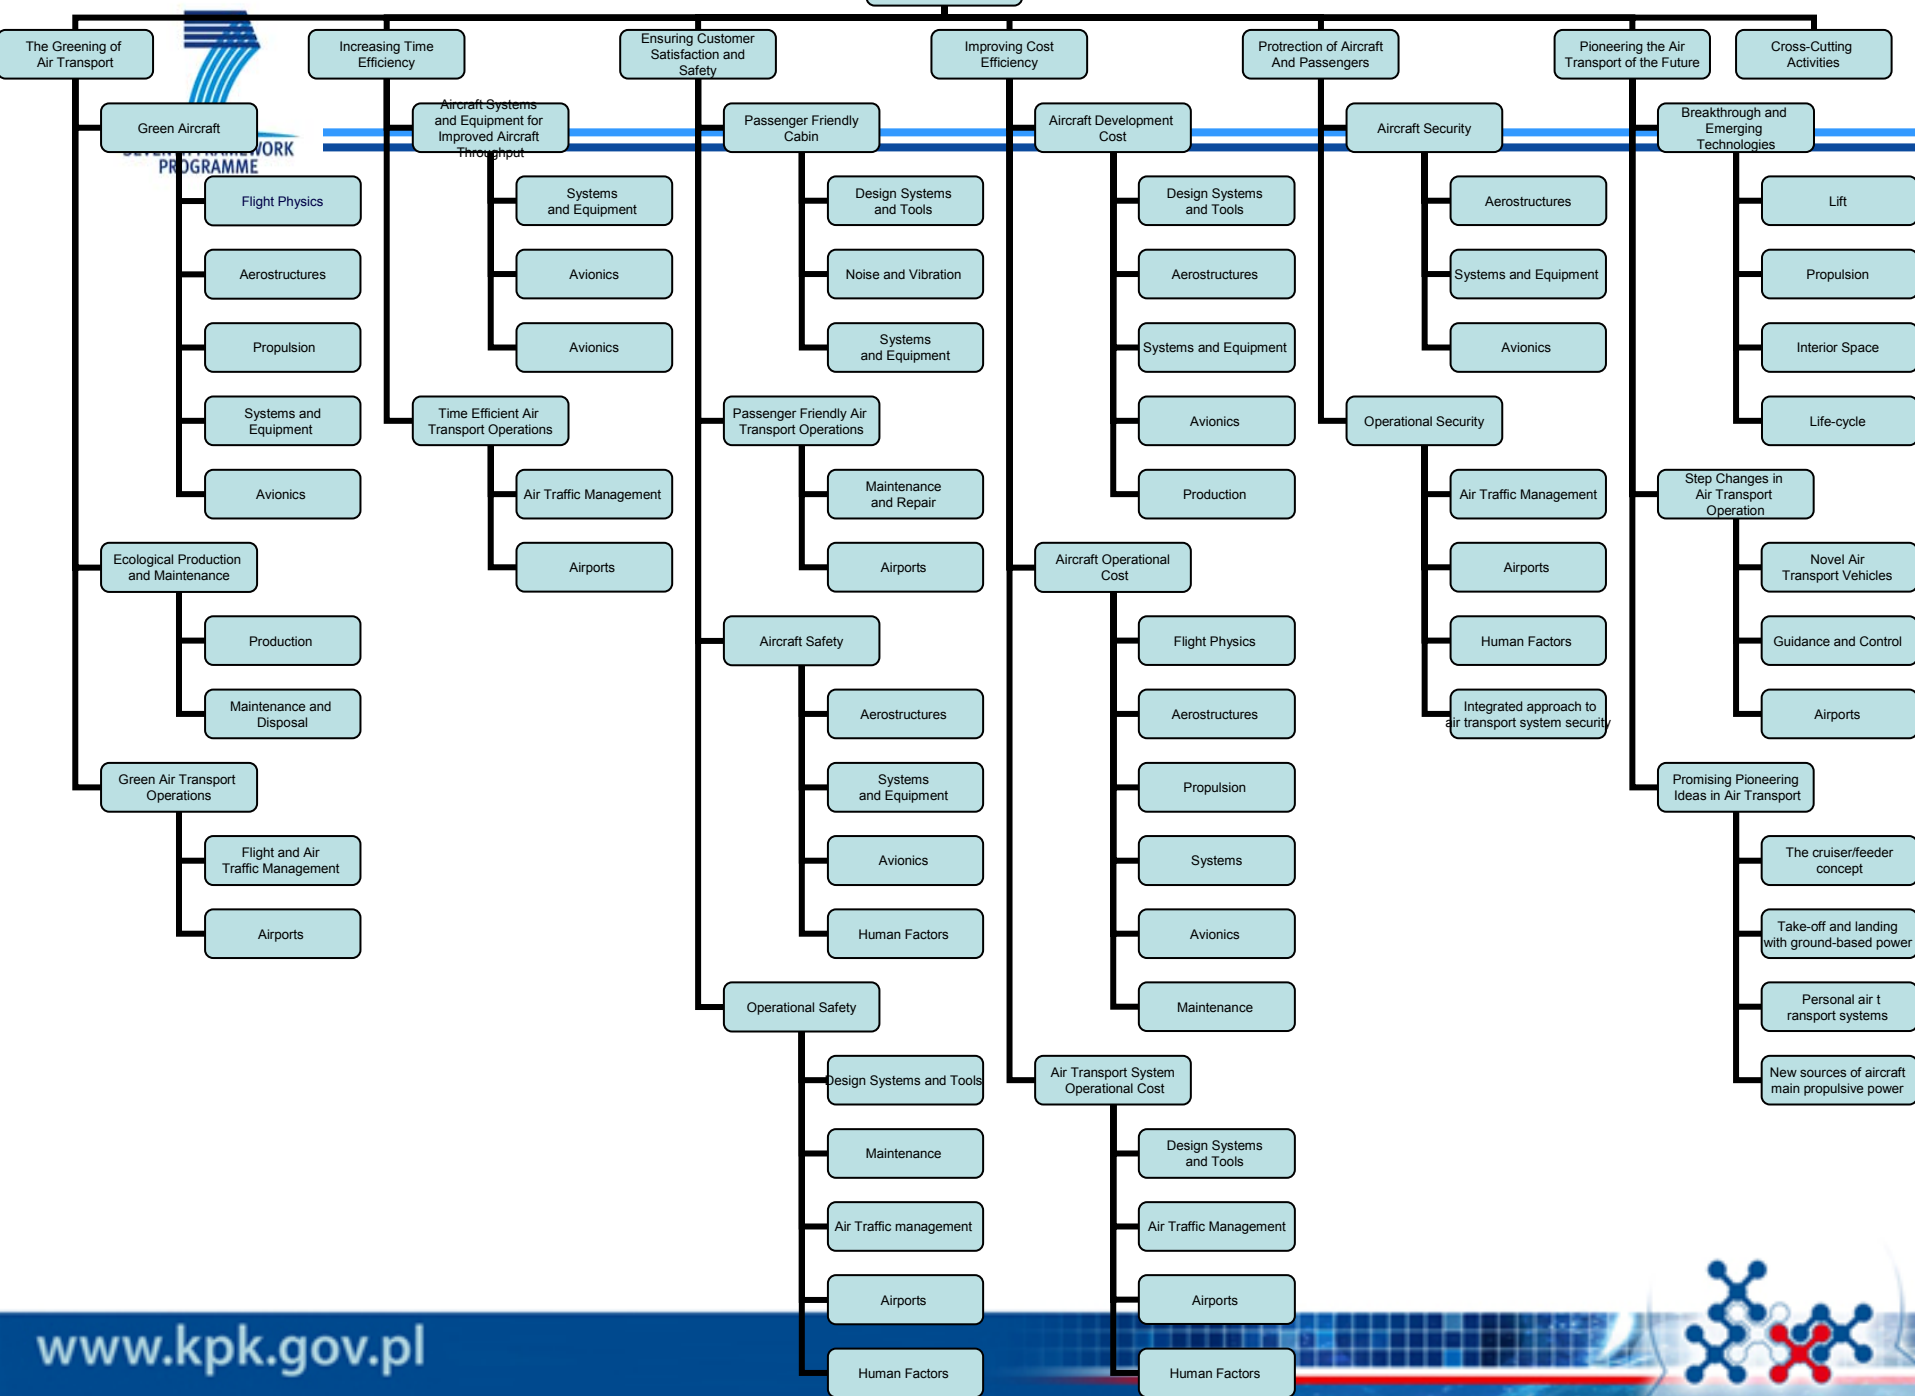 The Greening of
Air Transport
Increasing Time
Efficiency
Ensuring Customer
Satisfaction and
Safety
Improving Cost
Efficiency
Protrection of Aircraft
And Passengers
Pioneering the Air
Transport of the Future
Cross-Cutting
Activities
Green Aircraft
PROGRAMME
Flight Physics
Aerostructures
Propulsion
Systems and
Equipment
Avionics
Ecological Production
and Maintenance
Production
Maintenance and
Disposal
Green Air Transport
Operations
Flight and Air
Traffic Management
Airports
Aircraft Systems
and Equipment for
Improved Aircraft
Throughput
Systems
and Equipment
Avionics
Avionics
Time Efficient Air
Transport Operations
Air Traffic Management
Airports
Passenger Friendly
Cabin
Design Systems
and Tools
Noise and Vibration
Systems
and Equipment
Passenger Friendly Air
Transport Operations
Maintenance
and Repair
Airports
Aircraft Safety
Aerostructures
Systems
and Equipment
Avionics
Human Factors
Operational Safety
Design Systems and Tools
Maintenance
Air Traffic management
Airports
Human Factors
Aircraft Development
Cost
Design Systems
and Tools
Aerostructures
Systems and Equipment
Avionics
Production
Aircraft Operational
Cost
Flight Physics
Aerostructures
Propulsion
Systems
Avionics
Maintenance
Air Transport System
Operational Cost
Design Systems
and Tools
Air Traffic Management
Airports
Human Factors
Aircraft Security
Aerostructures
Systems and Equipment
Avionics
Operational Security
Air Traffic Management
Airports
Human Factors
Integrated approach to
air transport system security
Breakthrough and
Emerging
Technologies
Lift
Propulsion
Interior Space
Life-cycle
Step Changes in
Air Transport
Operation
Novel Air
Transport Vehicles
Guidance and Control
Airports
Promising Pioneering
Ideas in Air Transport
The cruiser/feeder
concept
Take-off and landing
with ground-based power
Personal air t
ransport systems
New sources of aircraft
main propulsive power
www.kpk.gov.pl